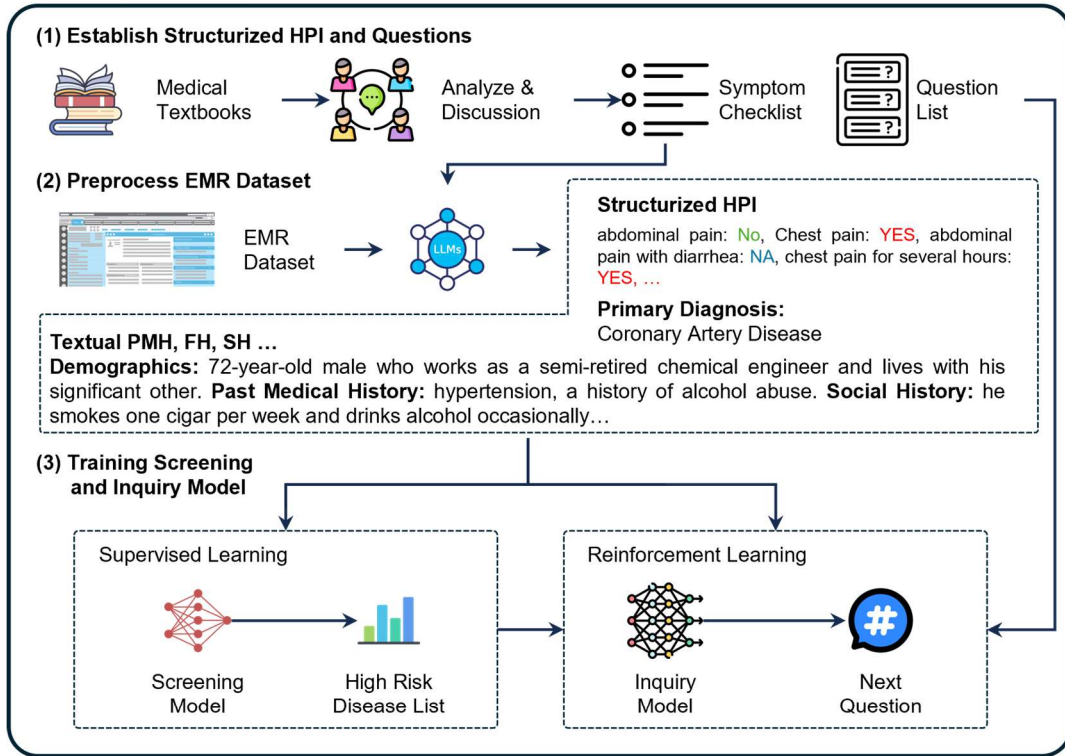 (1) Establish Structurized HPI and Questions
Medical
Textbooks
Analyze &
Discussion
Symptom
Checklist
?
?
?
Question
List
(2) Preprocess EMR Dataset
EMR
Dataset
LLMs
Structurized HPI
abdominal pain: No, Chest pain: YES, abdominal
pain with diarrhea: NA, chest pain for several hours:
YES, …
Primary Diagnosis:
Coronary Artery Disease
Textual PMH, FH, SH …
Demographics: 72-year-old male who works as a semi-retired chemical engineer and lives with his
significant other. Past Medical History: hypertension, a history of alcohol abuse. Social History: he
smokes one cigar per week and drinks alcohol occasionally…
(3) Training Screening
and Inquiry Model
Supervised Learning
Screening
Model
High Risk
Disease List
Reinforcement Learning
Inquiry
Model
#
Next
Question